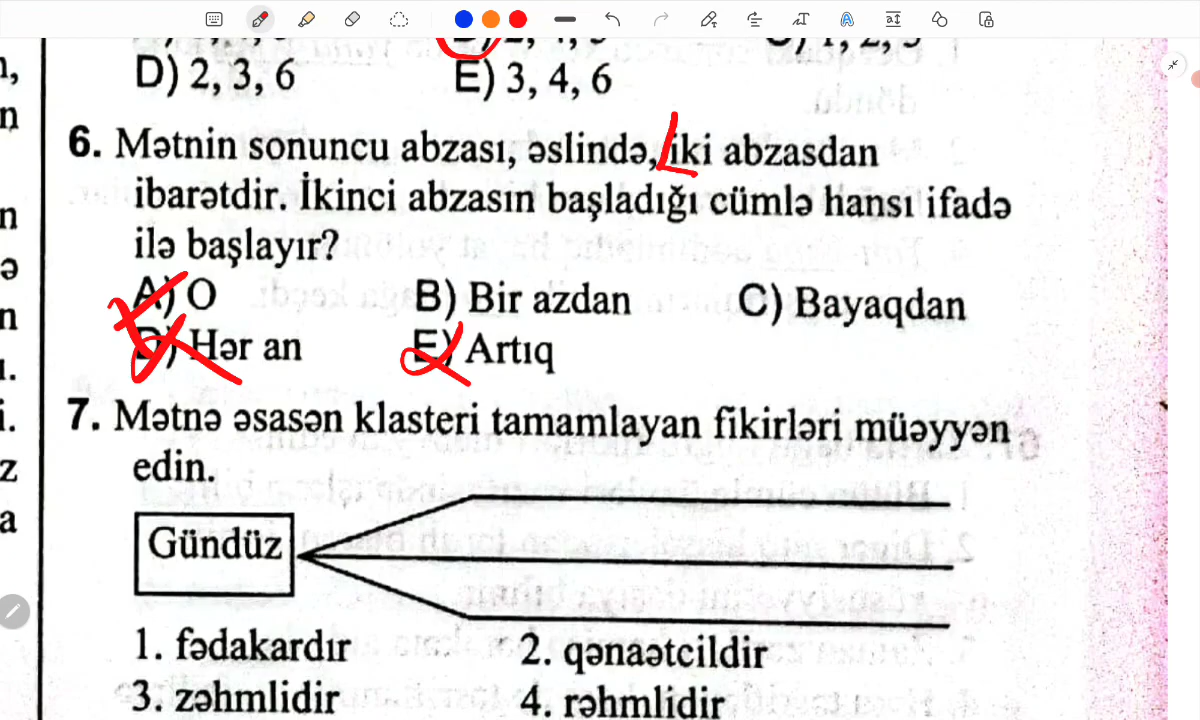 D) 2, 3, 6 E) 3, 4, 6
6. Mətnin sonuncu abzası, əslində, iki abzasdan
ibarətdir. İkinci abzasın başladığı cümlə hansı ifadə
ilə başlayır?
A) O B) Bir azdan C) Bayaqdan
D) Hər an E) Artıq
7. Mətnə əsasən klasteri tamamlayan fikirləri müəyyən
edin.
Gündüz
1. fədakardır 2. qənaətcildir
3. zəhmlidir 4. rəhmlidir